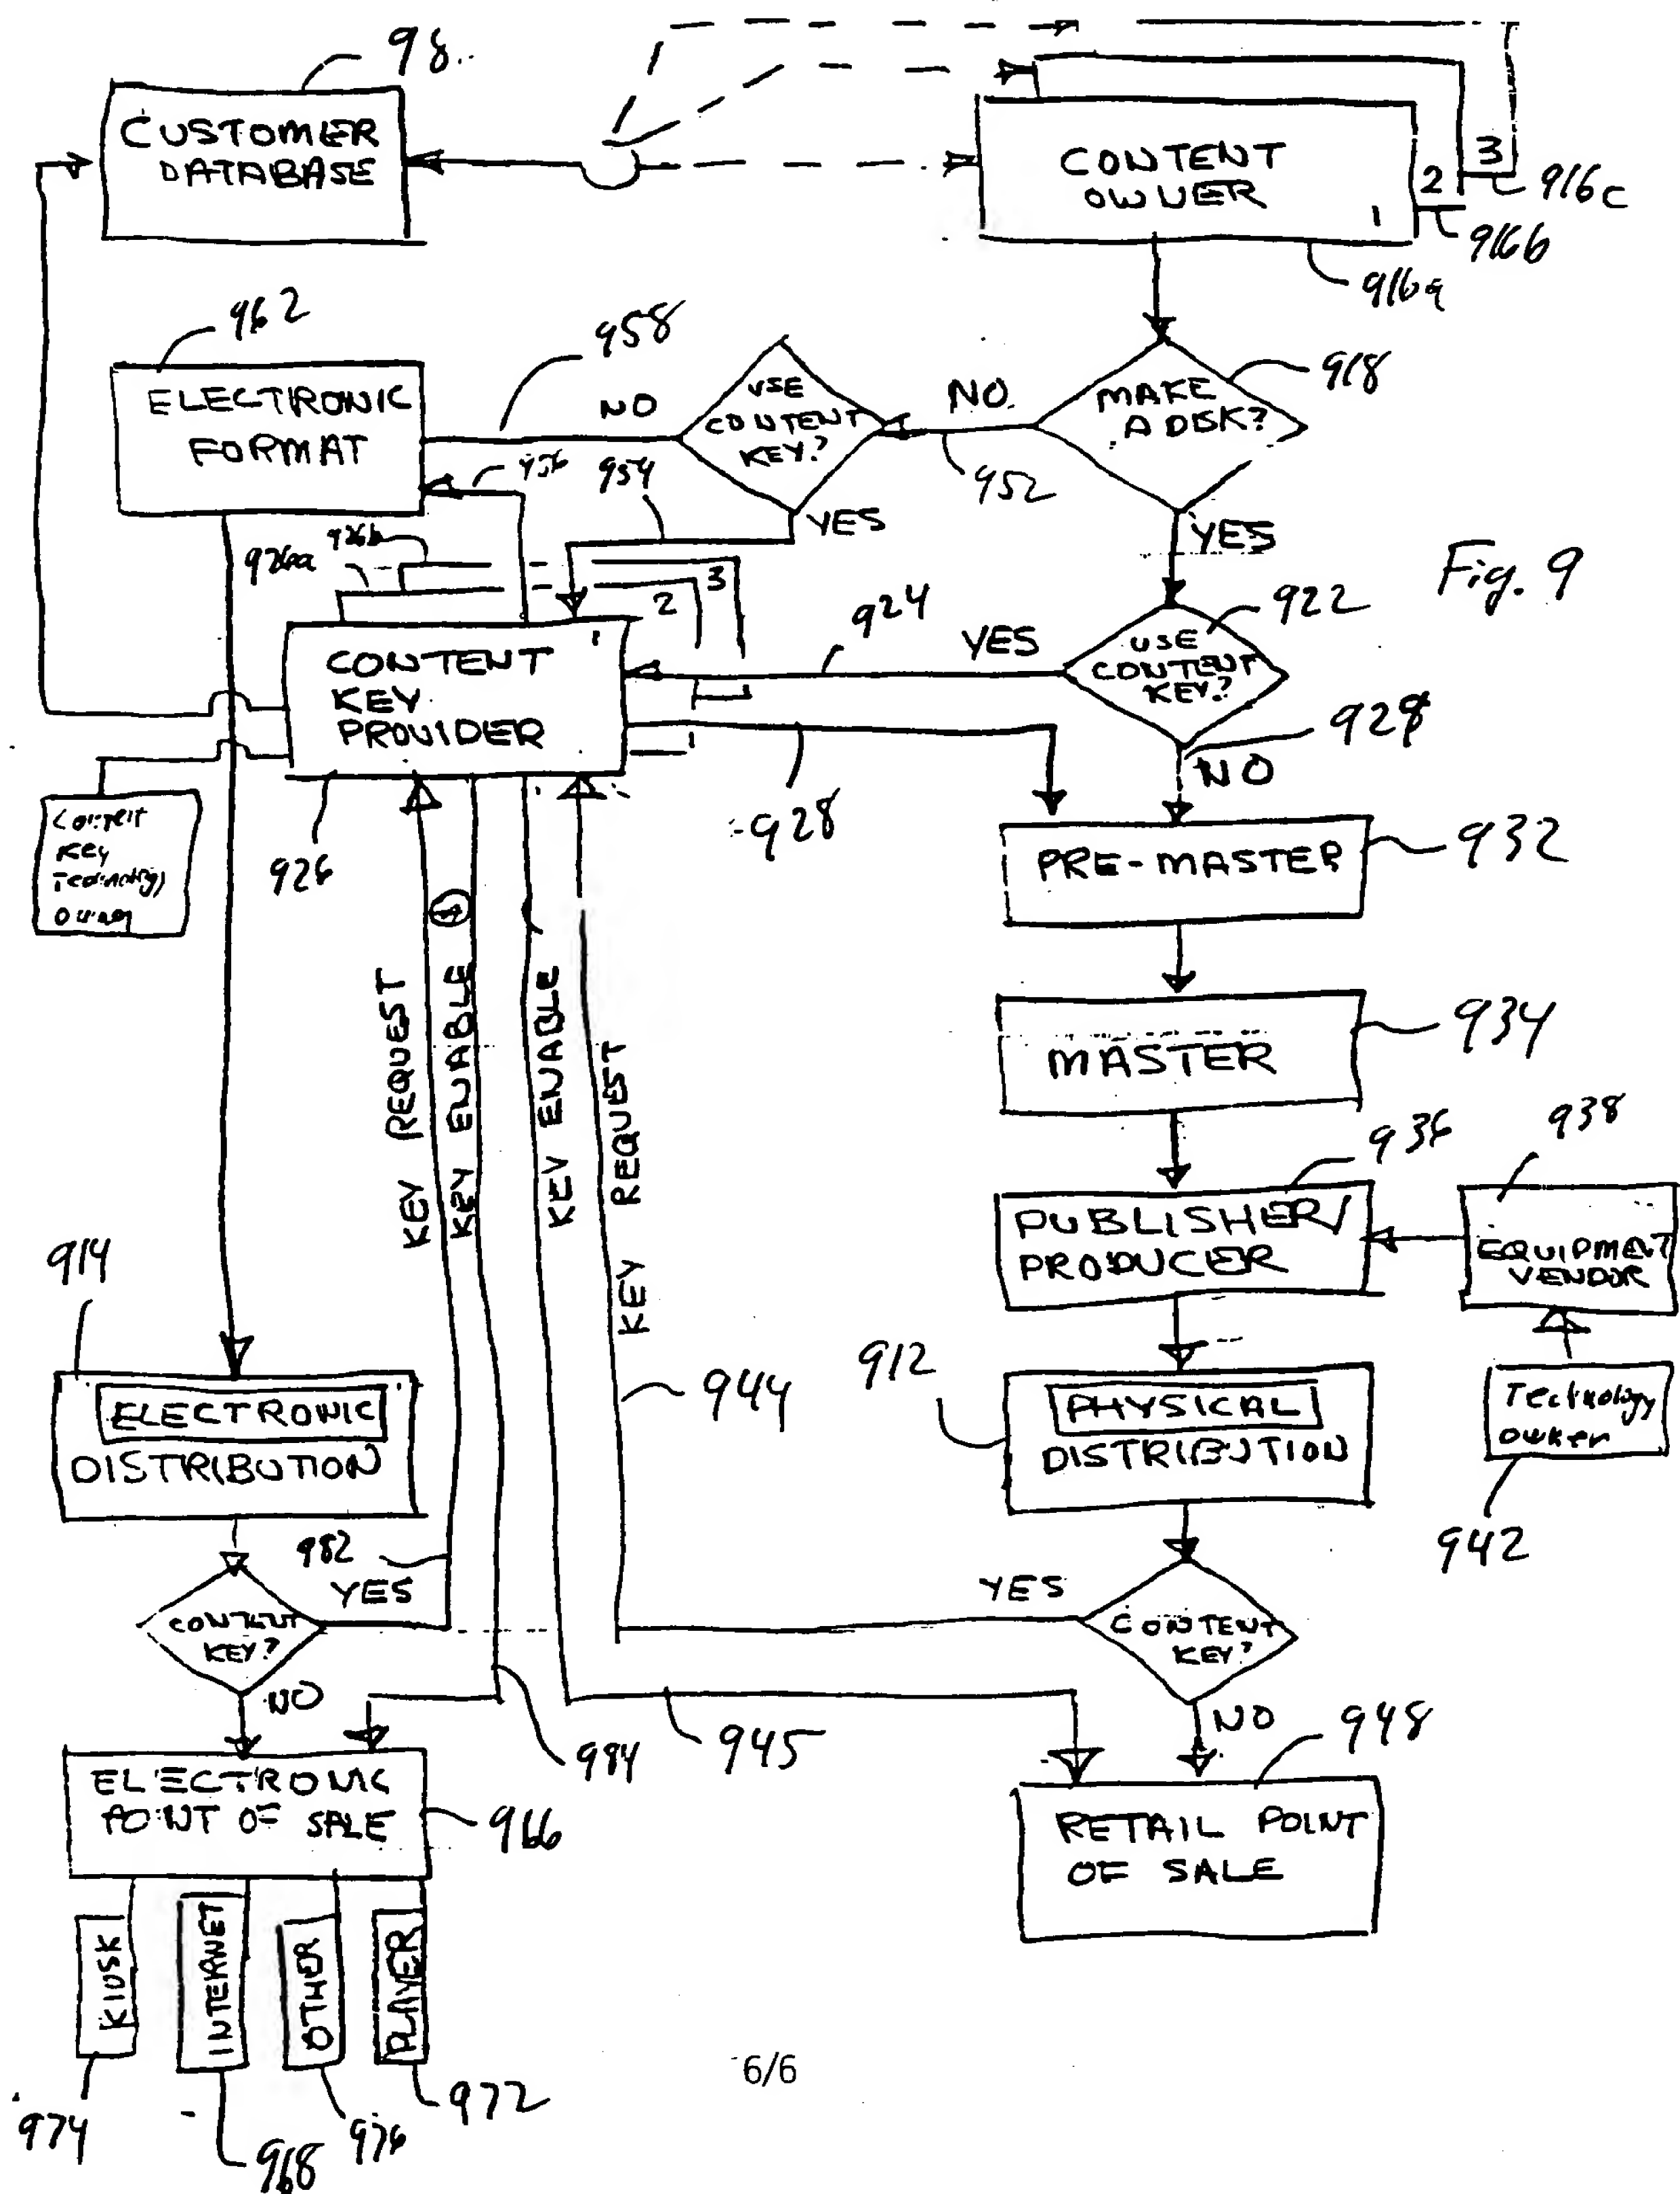 98
CUSTOMER
DATABASE
CONTENT
OWNER
1
2
3
916c
916b
916a
962
ELECTRONIC
FORMAT
958
NO
USE
CONTENT
KEY?
954
YES
NO
952
MAKE
A DISK?
918
YES
956
926a
926b
Fig. 9
CONTENT
KEY
PROVIDER
1
2
3
926
924
YES
USE
CONTENT
KEY?
922
NO
928
Content
Key
Technology
Owner
PRE-MASTER
932
MASTER
934
KEY REQUEST
KEY ENABLE
KEY ENABLE
KEY REQUEST
PUBLISHER/
PRODUCER
936
938
EQUIPMENT
VENDOR
914
ELECTRONIC
DISTRIBUTION
944
912
PHYSICAL
DISTRIBUTION
Technology
Owner
942
982
YES
CONTENT
KEY?
NO
YES
CONTENT
KEY?
NO
984
945
948
ELECTRONIC
POINT OF SALE
966
RETAIL POINT
OF SALE
KIOSK
INTERNET
OTHER
PLAYER
974
968
976
972
6/6